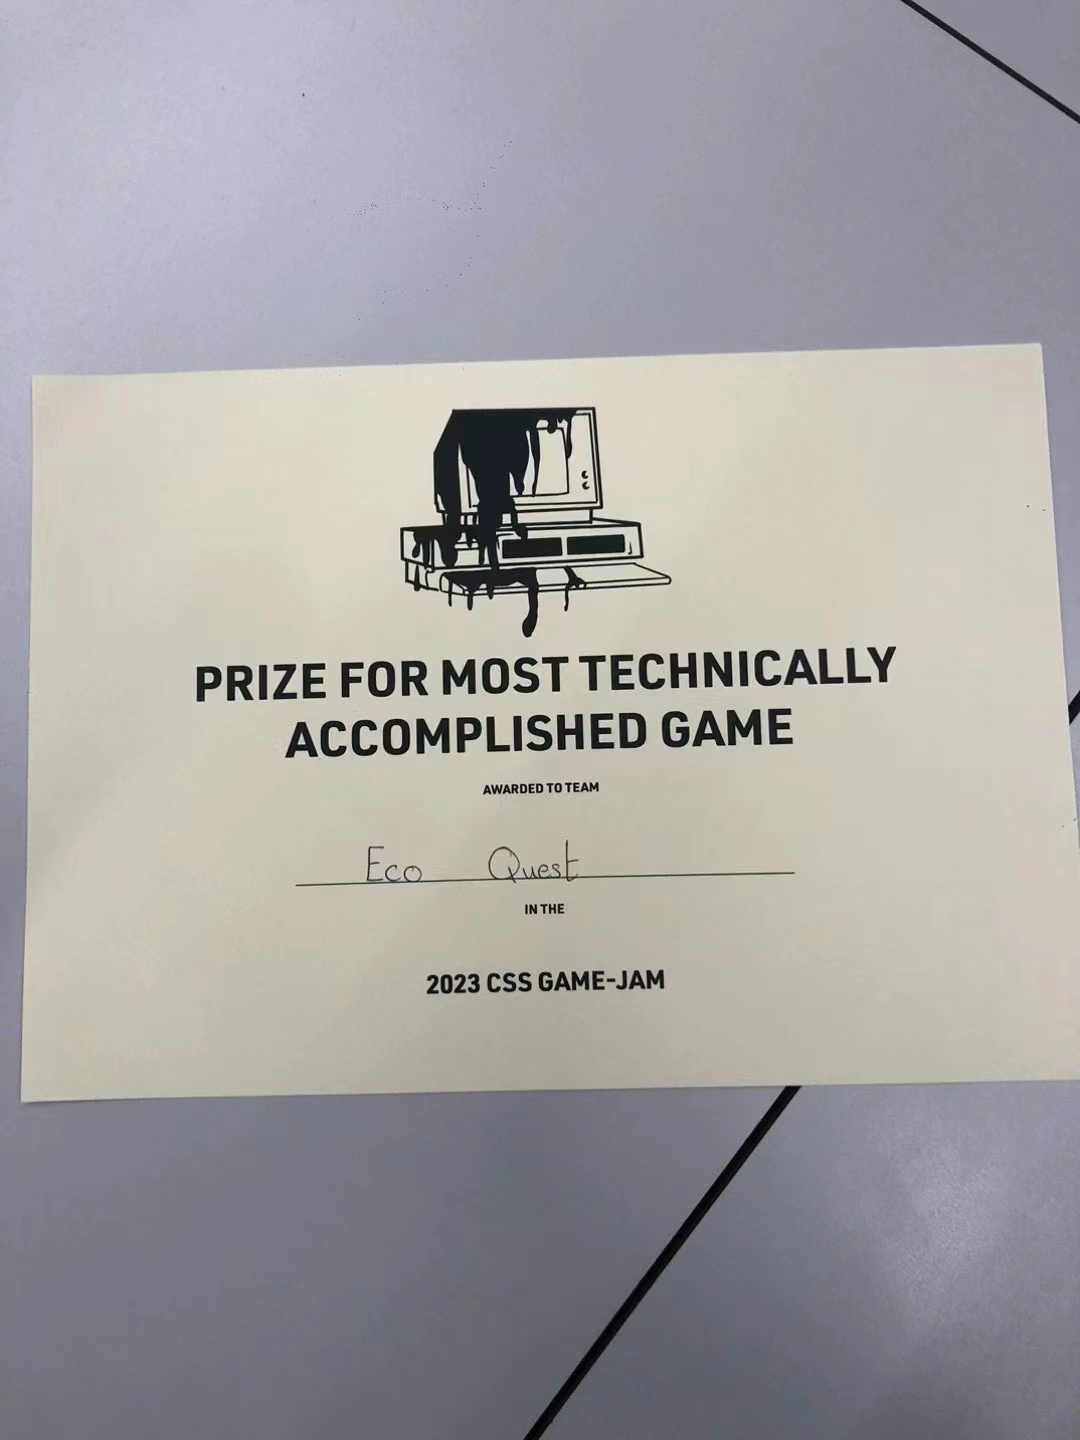 PRIZE FOR MOST TECHNICALLY
ACCOMPLISHED GAME
AWARDED TO TEAM
Eco Quest
IN THE
2023 CSS GAME-JAM